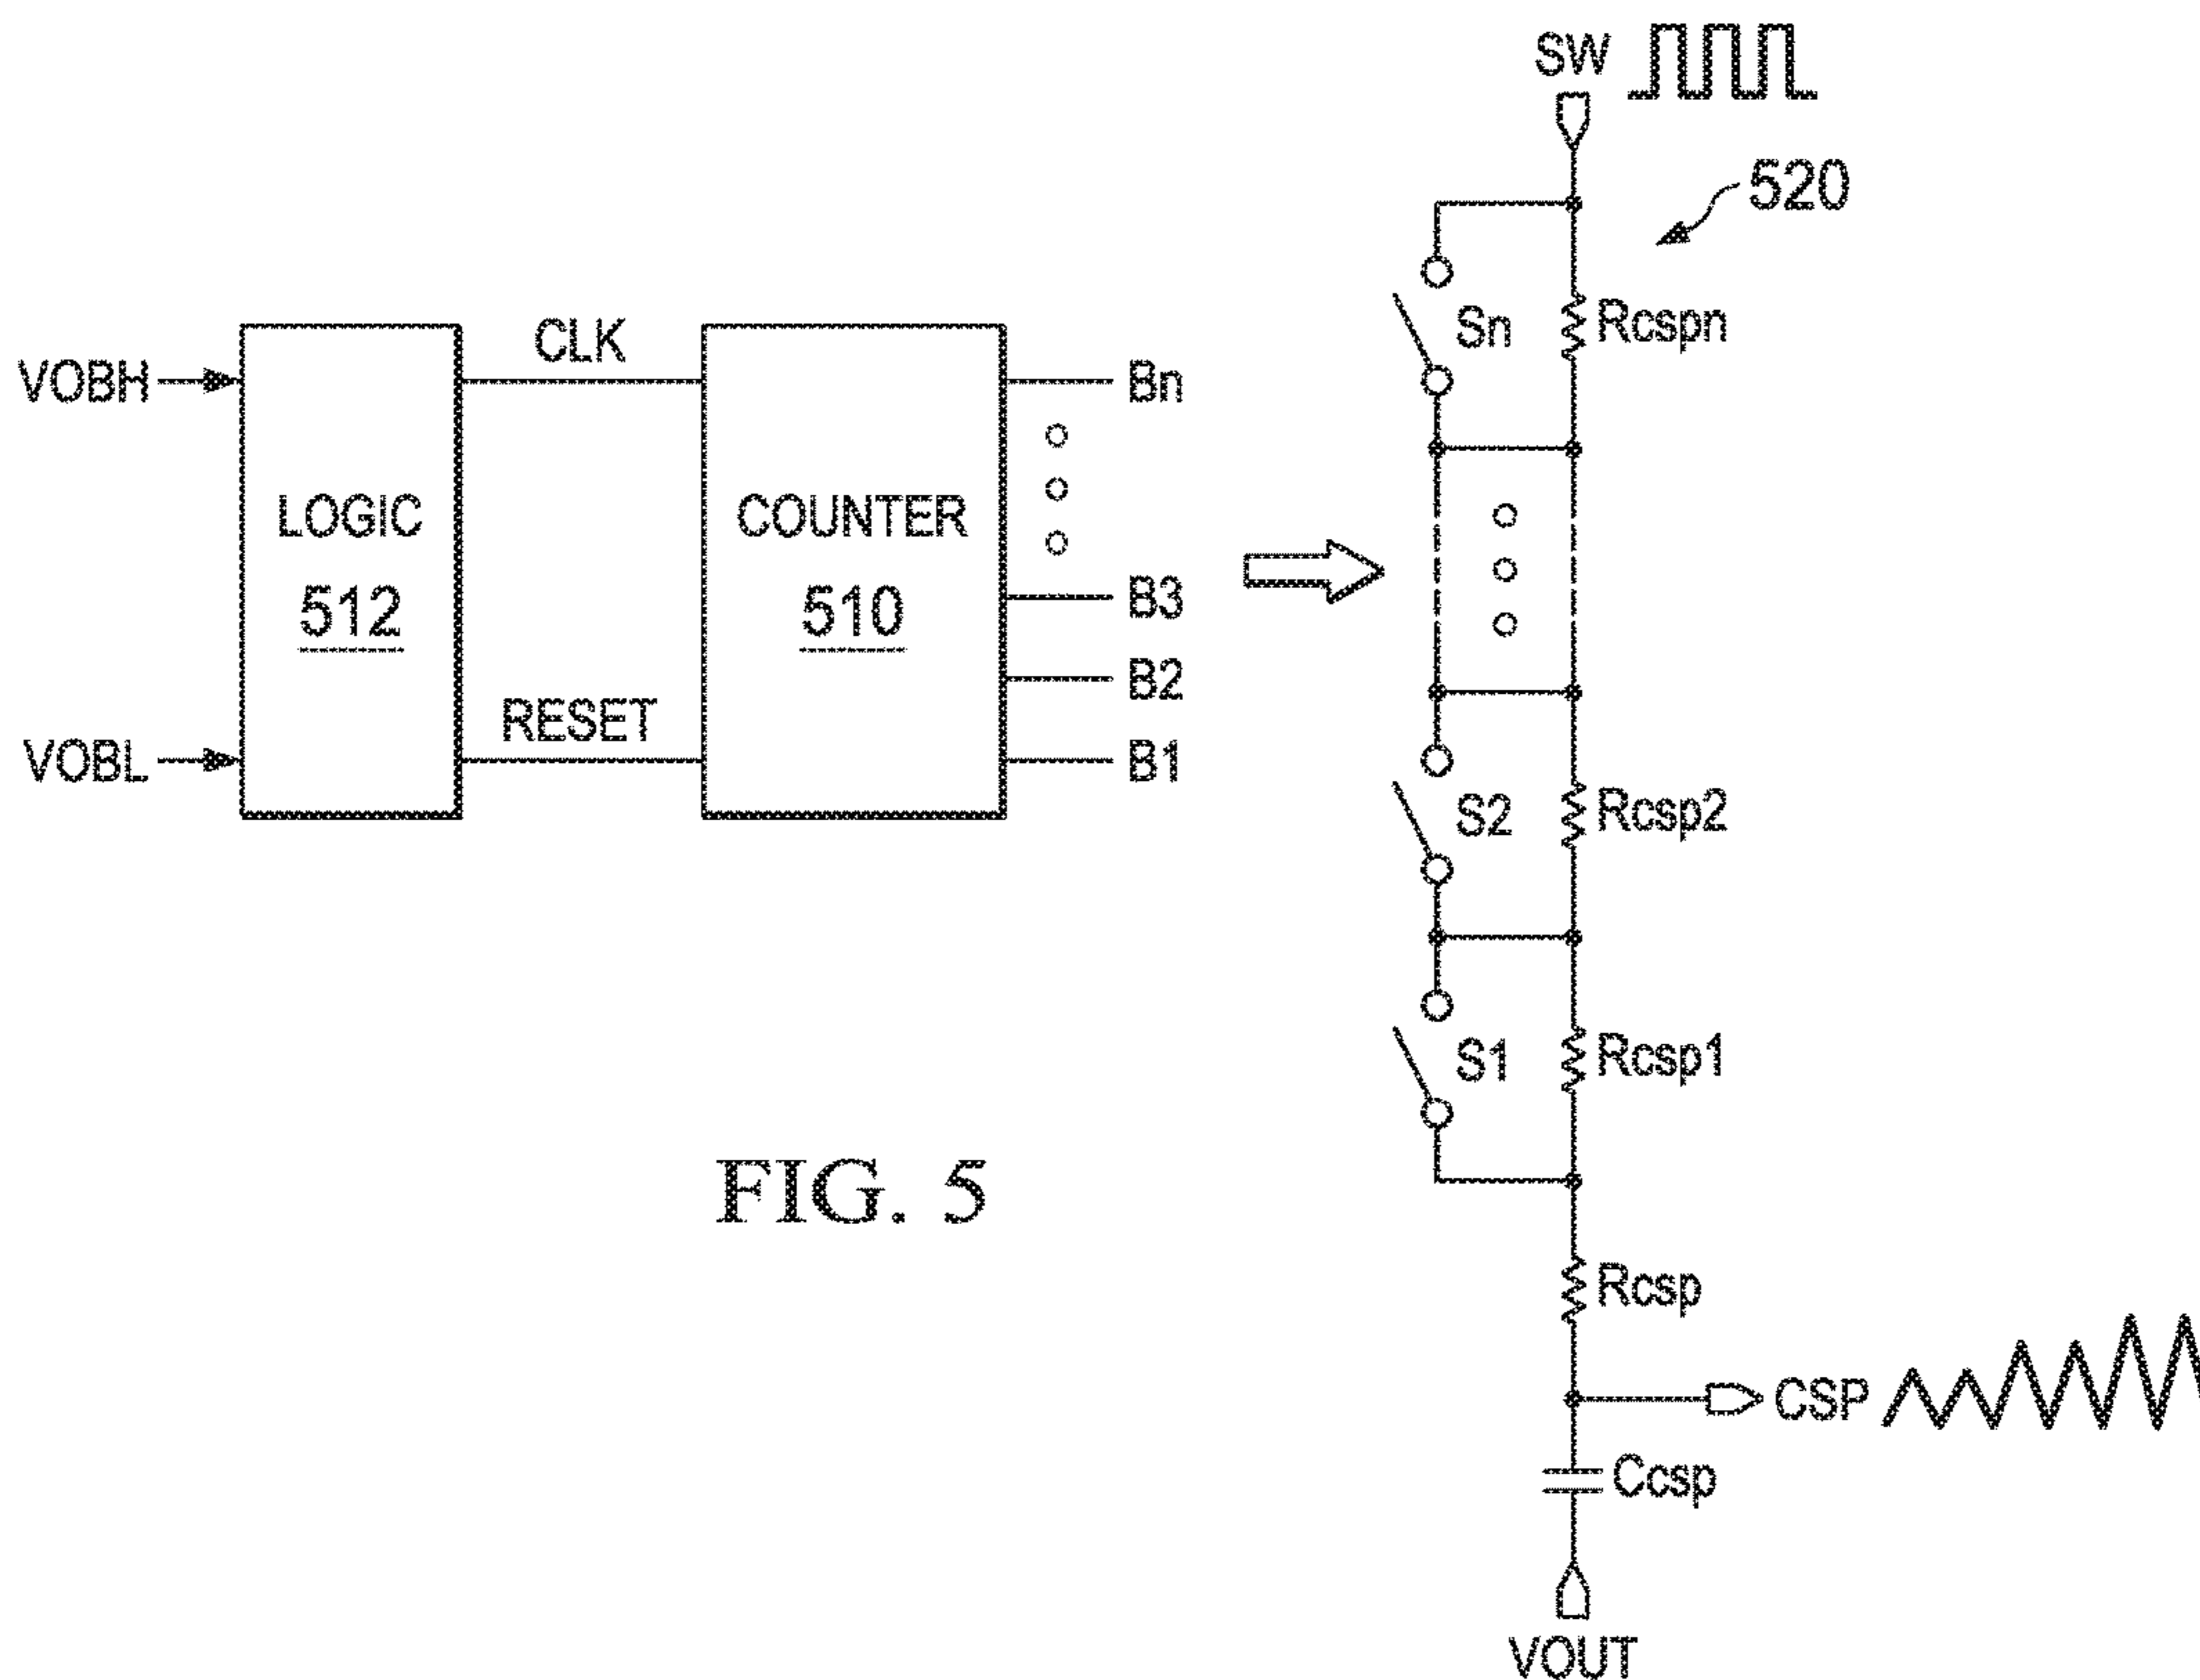 SW
520
Sn
Rcspn
VOBH
CLK
Bn
LOGIC
512
COUNTER
510
B3
B2
RESET
VOBL
B1
S2
Rcsp2
S1
Rcsp1
FIG. 5
Rcsp
CSP
Ccsp
VOUT